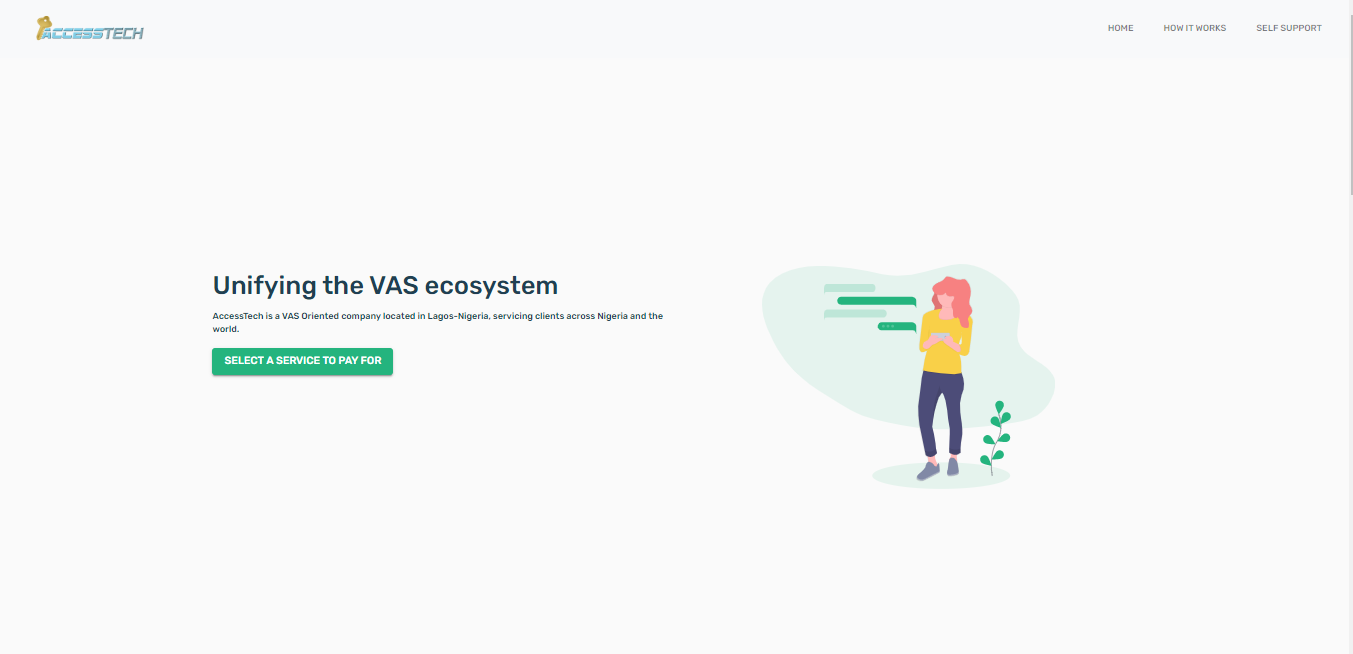 ACCESSTECH
HOME
HOW IT WORKS
SELF SUPPORT
Unifying the VAS ecosystem
AccessTech is a VAS Oriented company located in Lagos-Nigeria, servicing clients across Nigeria and the
world.
SELECT A SERVICE TO PAY FOR